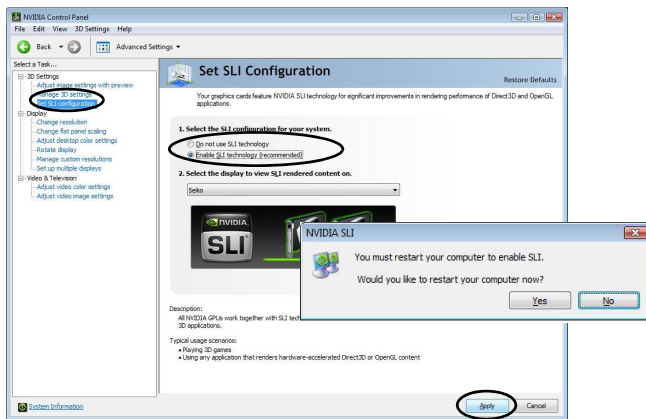 NVIDIA Control Panel
File Edit View 3D Settings Help
Back Advanced Settings
Select a Task...
3D Settings
Adjust image settings with preview
Manage 3D settings
Set SLI configuration
Display
Change resolution
Change flat panel scaling
Adjust desktop color settings
Rotate display
Manage custom resolutions
Set up multiple displays
Video & Television
Adjust video color settings
Adjust video image settings
System Information
Set SLI Configuration
Restore Defaults
Your graphics cards feature NVIDIA SLI technology for significant improvements in rendering performance of Direct3D and OpenGL
applications.
1. Select the SLI configuration for your system.
Do not use SLI technology
Enable SLI technology (recommended)
2. Select the display to view SLI rendered content on.
Seiko
NVIDIA.
SLI
Description:
All NVIDIA GPUs work together with SLI tech
3D applications.
Typical usage scenarios:
• Playing 3D games
• Using any application that renders hardware-accelerated Direct3D or OpenGL content
Apply Cancel
NVIDIA SLI
You must restart your computer to enable SLI.
Would you like to restart your computer now?
Yes No